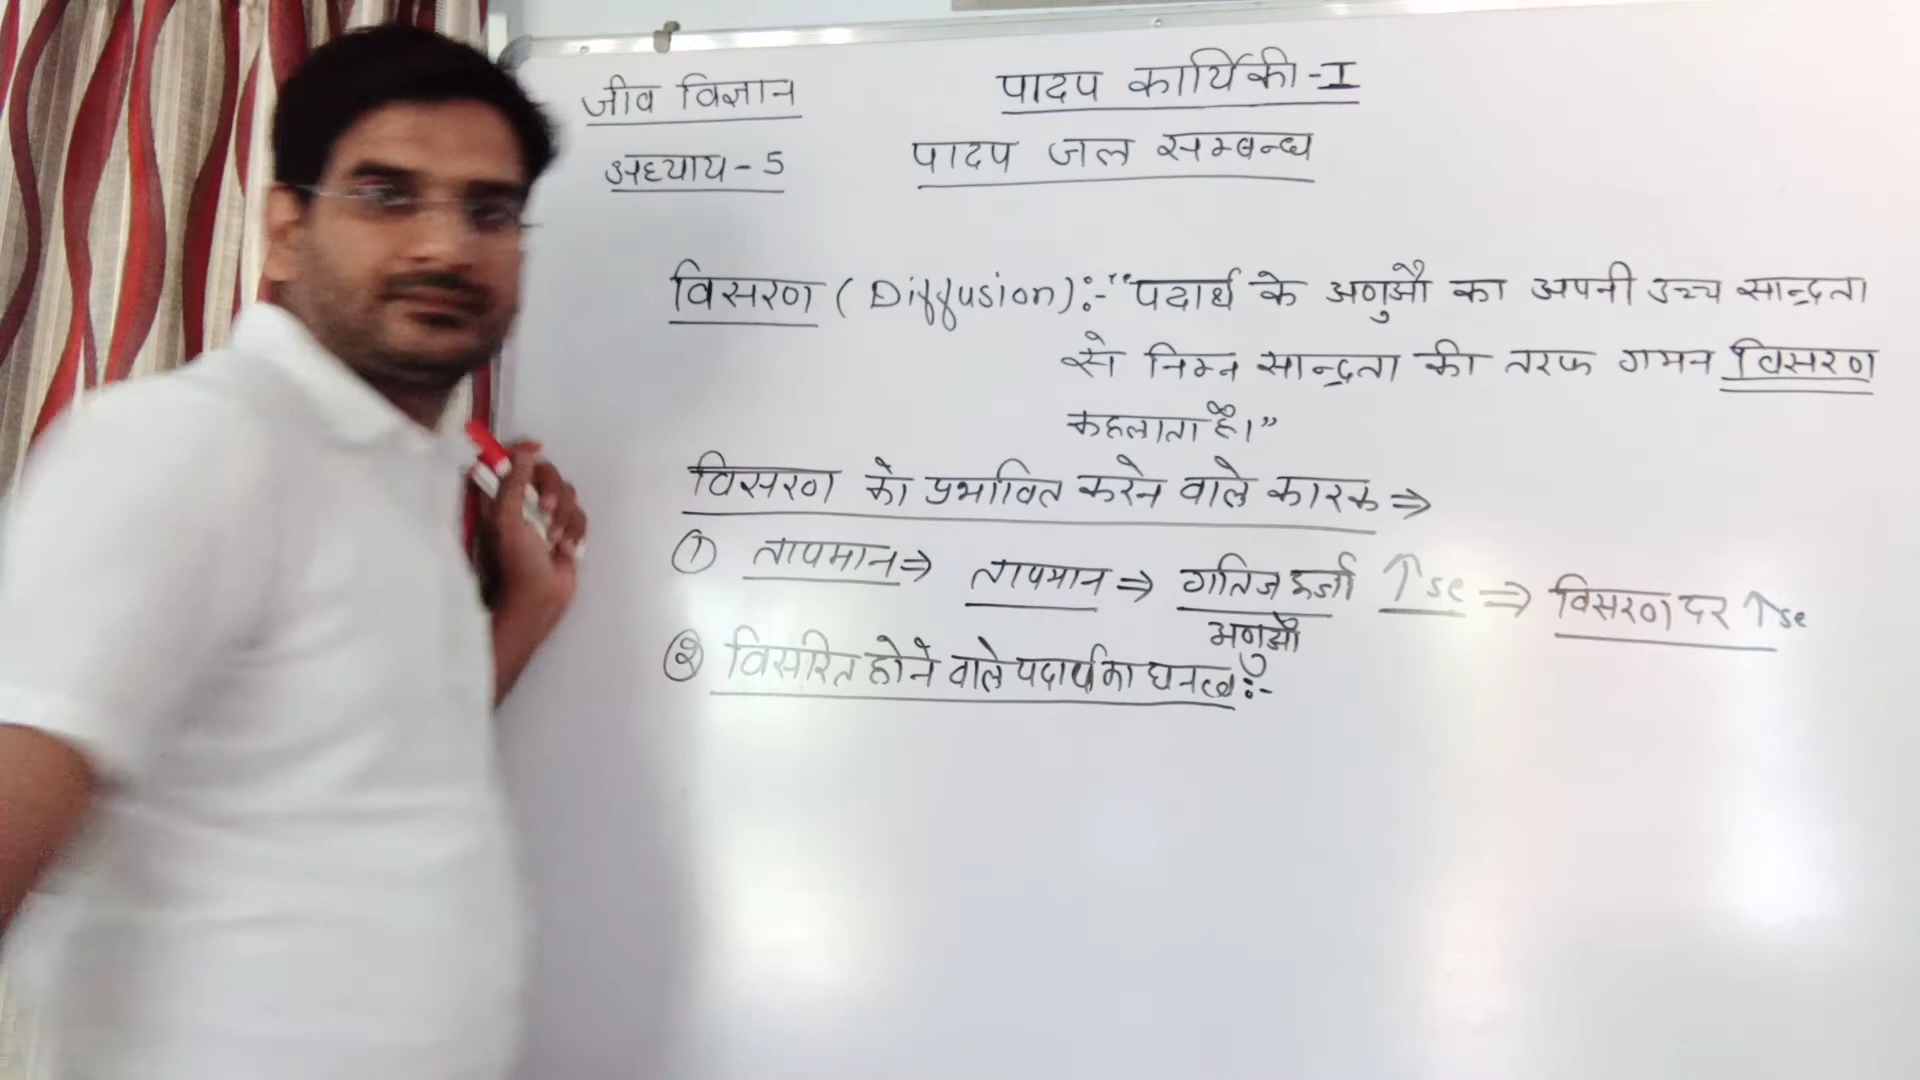 जीव विज्ञान
पादप कार्यिकी-I
अध्याय-5
पादप जल सम्बन्ध
विसरण (Diffusion):-"पदार्थ के अणुओं का अपनी उच्च सान्द्रता
से निम्न सान्द्रता की तरफ गमन विसरण
कहलाता है।"
विसरण को प्रभावित करने वाले कारक ⇒
① तापमान ⇒ तापमान ⇒ गतिज ऊर्जा ↑se ⇒ विसरण दर ↑se
अणुओं
② विसरित होने वाले पदार्थ का घनत्व:-